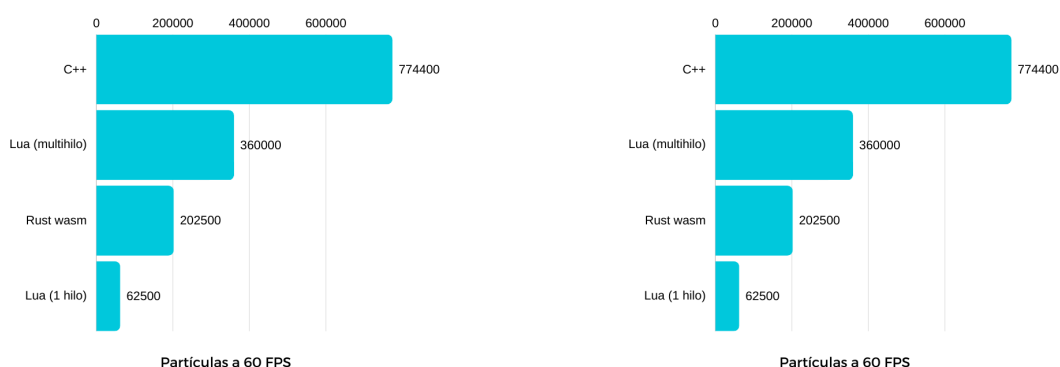 0 200000 400000 600000
C++ 774400
Lua (multihilo) 360000
Rust wasm 202500
Lua (1 hilo) 62500
Partículas a 60 FPS
0 200000 400000 600000
C++ 774400
Lua (multihilo) 360000
Rust wasm 202500
Lua (1 hilo) 62500
Partículas a 60 FPS